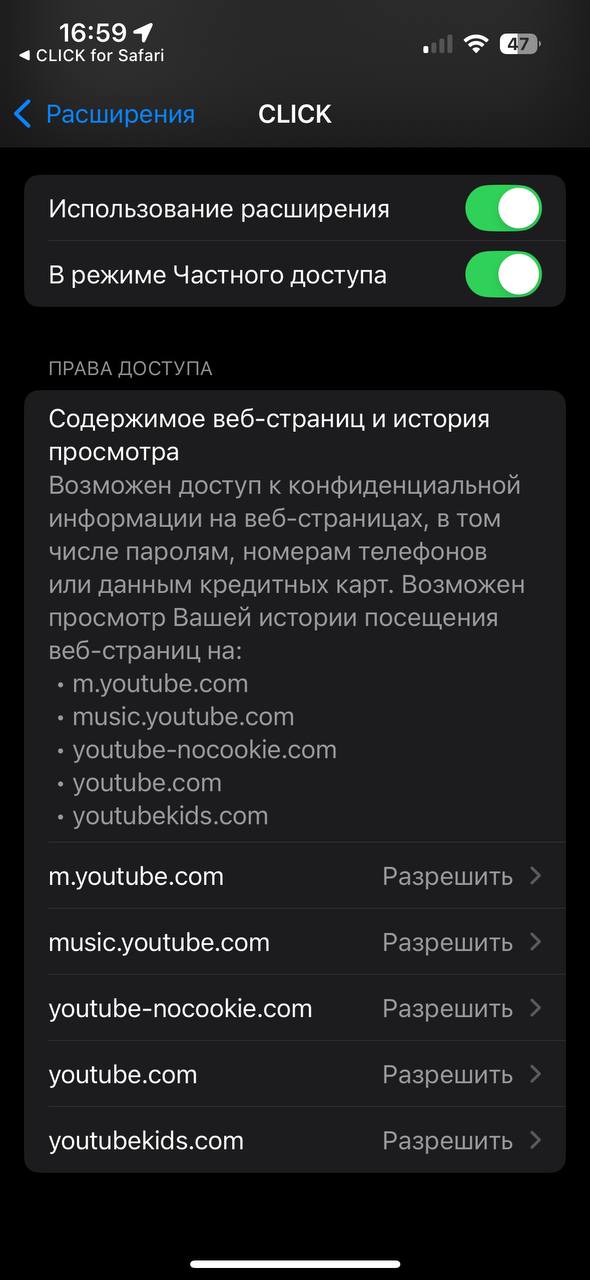 16:59
47
◀ CLICK for Safari
Расширения
CLICK
Использование расширения
В режиме Частного доступа
ПРАВА ДОСТУПА
Содержимое веб-страниц и история
просмотра
Возможен доступ к конфиденциальной
информации на веб-страницах, в том
числе паролям, номерам телефонов
или данным кредитных карт. Возможен
просмотр Вашей истории посещения
веб-страниц на:
• m.youtube.com
• music.youtube.com
• youtube-nocookie.com
• youtube.com
• youtubekids.com
m.youtube.com Разрешить
music.youtube.com Разрешить
youtube-nocookie.com Разрешить
youtube.com Разрешить
youtubekids.com Разрешить